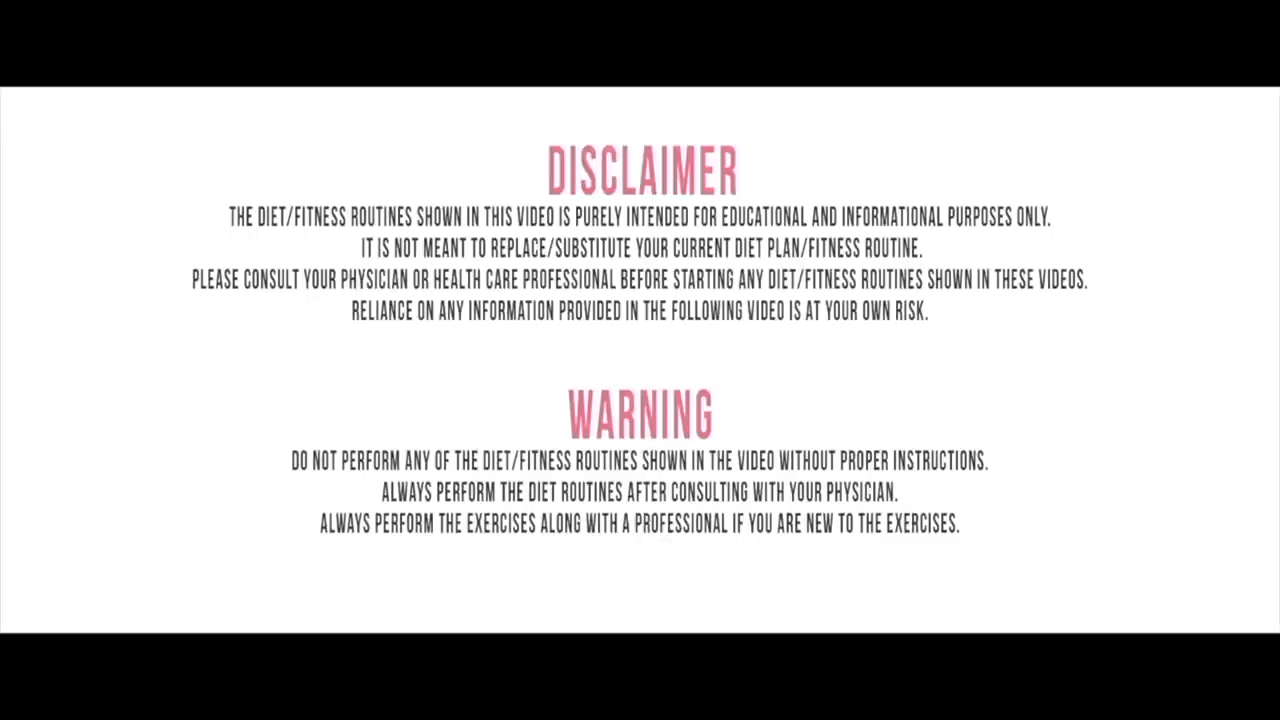 DISCLAIMER
THE DIET/FITNESS ROUTINES SHOWN IN THIS VIDEO IS PURELY INTENDED FOR EDUCATIONAL AND INFORMATIONAL PURPOSES ONLY.
IT IS NOT MEANT TO REPLACE/SUBSTITUTE YOUR CURRENT DIET PLAN/FITNESS ROUTINE.
PLEASE CONSULT YOUR PHYSICIAN OR HEALTH CARE PROFESSIONAL BEFORE STARTING ANY DIET/FITNESS ROUTINES SHOWN IN THESE VIDEOS.
RELIANCE ON ANY INFORMATION PROVIDED IN THE FOLLOWING VIDEO IS AT YOUR OWN RISK.
WARNING
DO NOT PERFORM ANY OF THE DIET/FITNESS ROUTINES SHOWN IN THE VIDEO WITHOUT PROPER INSTRUCTIONS.
ALWAYS PERFORM THE DIET ROUTINES AFTER CONSULTING WITH YOUR PHYSICIAN.
ALWAYS PERFORM THE EXERCISES ALONG WITH A PROFESSIONAL IF YOU ARE NEW TO THE EXERCISES.